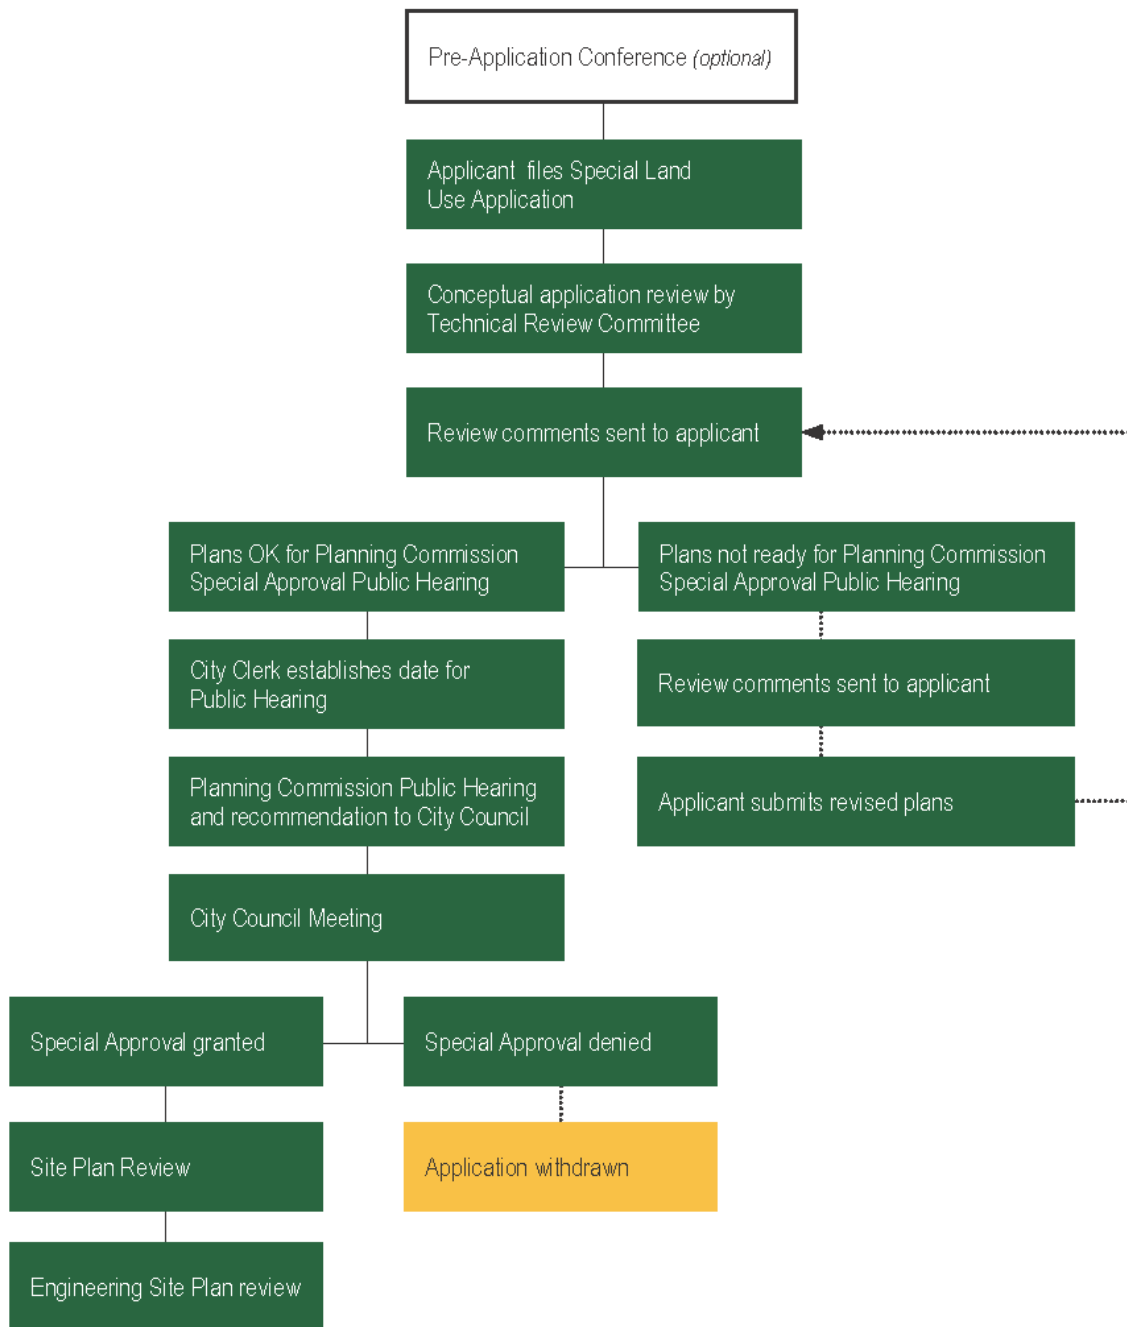 Pre-Application Conference (optional)
Applicant files Special Land
Use Application
Conceptual application review by
Technical Review Committee
Review comments sent to applicant
Plans OK for Planning Commission
Special Approval Public Hearing
Plans not ready for Planning Commission
Special Approval Public Hearing
City Clerk establishes date for
Public Hearing
Review comments sent to applicant
Planning Commission Public Hearing
and recommendation to City Council
Applicant submits revised plans
City Council Meeting
Special Approval granted
Special Approval denied
Site Plan Review
Application withdrawn
Engineering Site Plan review